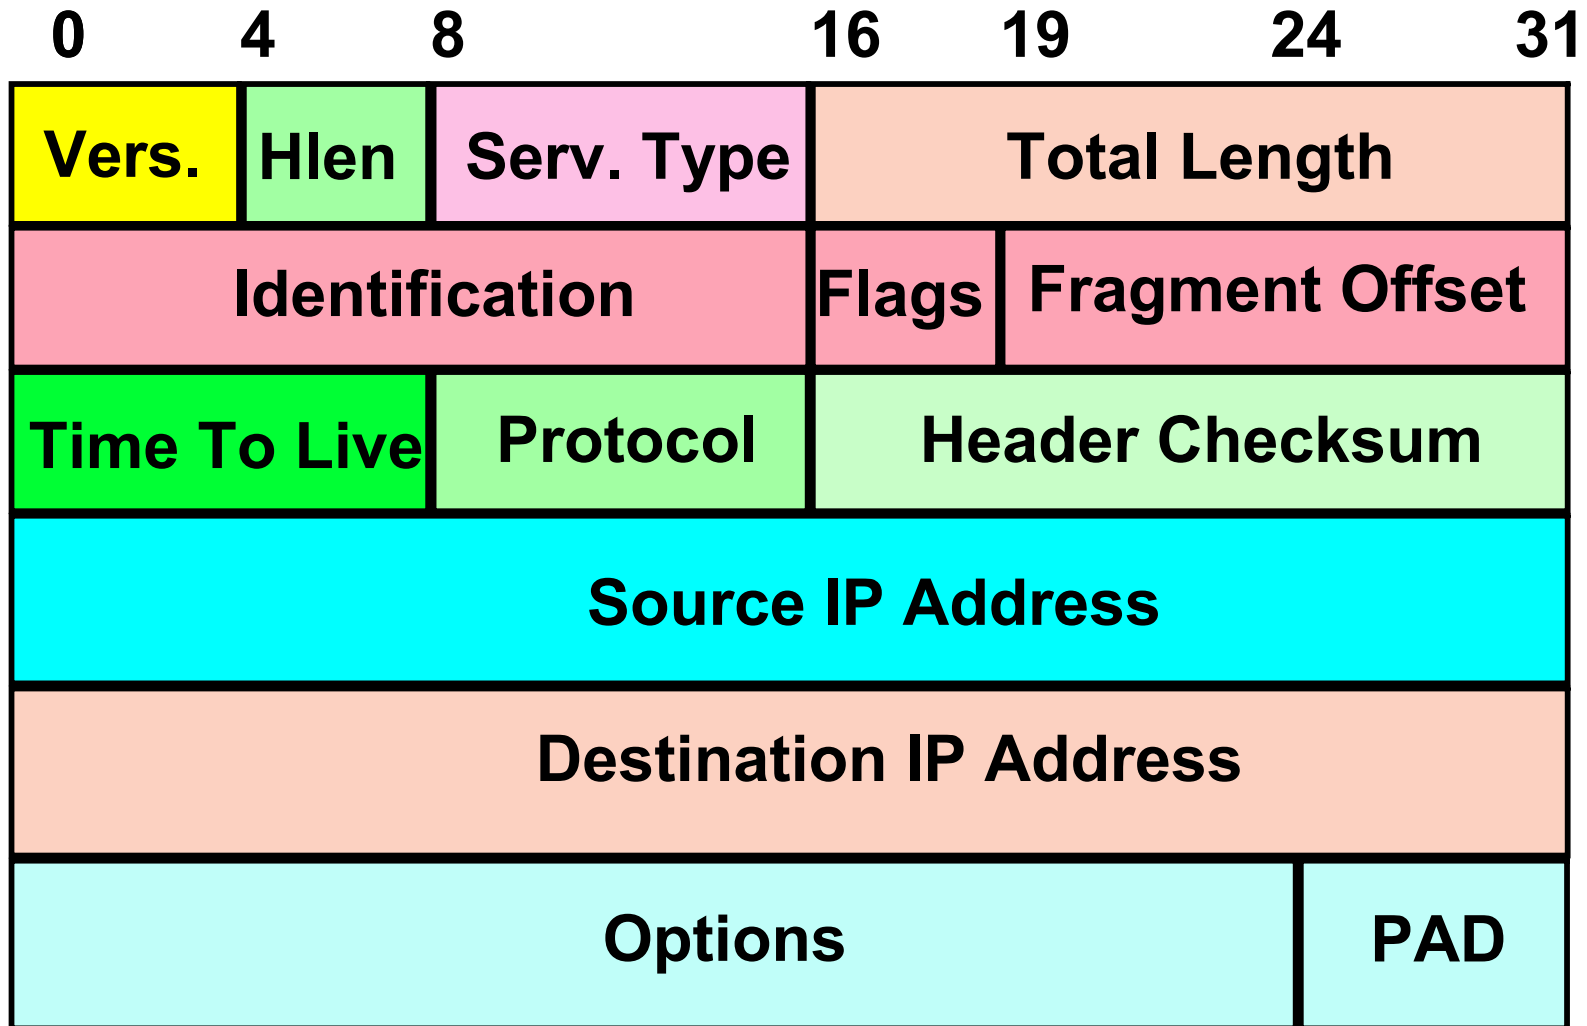 0 4 8 16 19 24 31
Vers. Hlen Serv. Type Total Length
Identification Flags Fragment Offset
Time To Live Protocol Header Checksum
Source IP Address
Destination IP Address
Options PAD